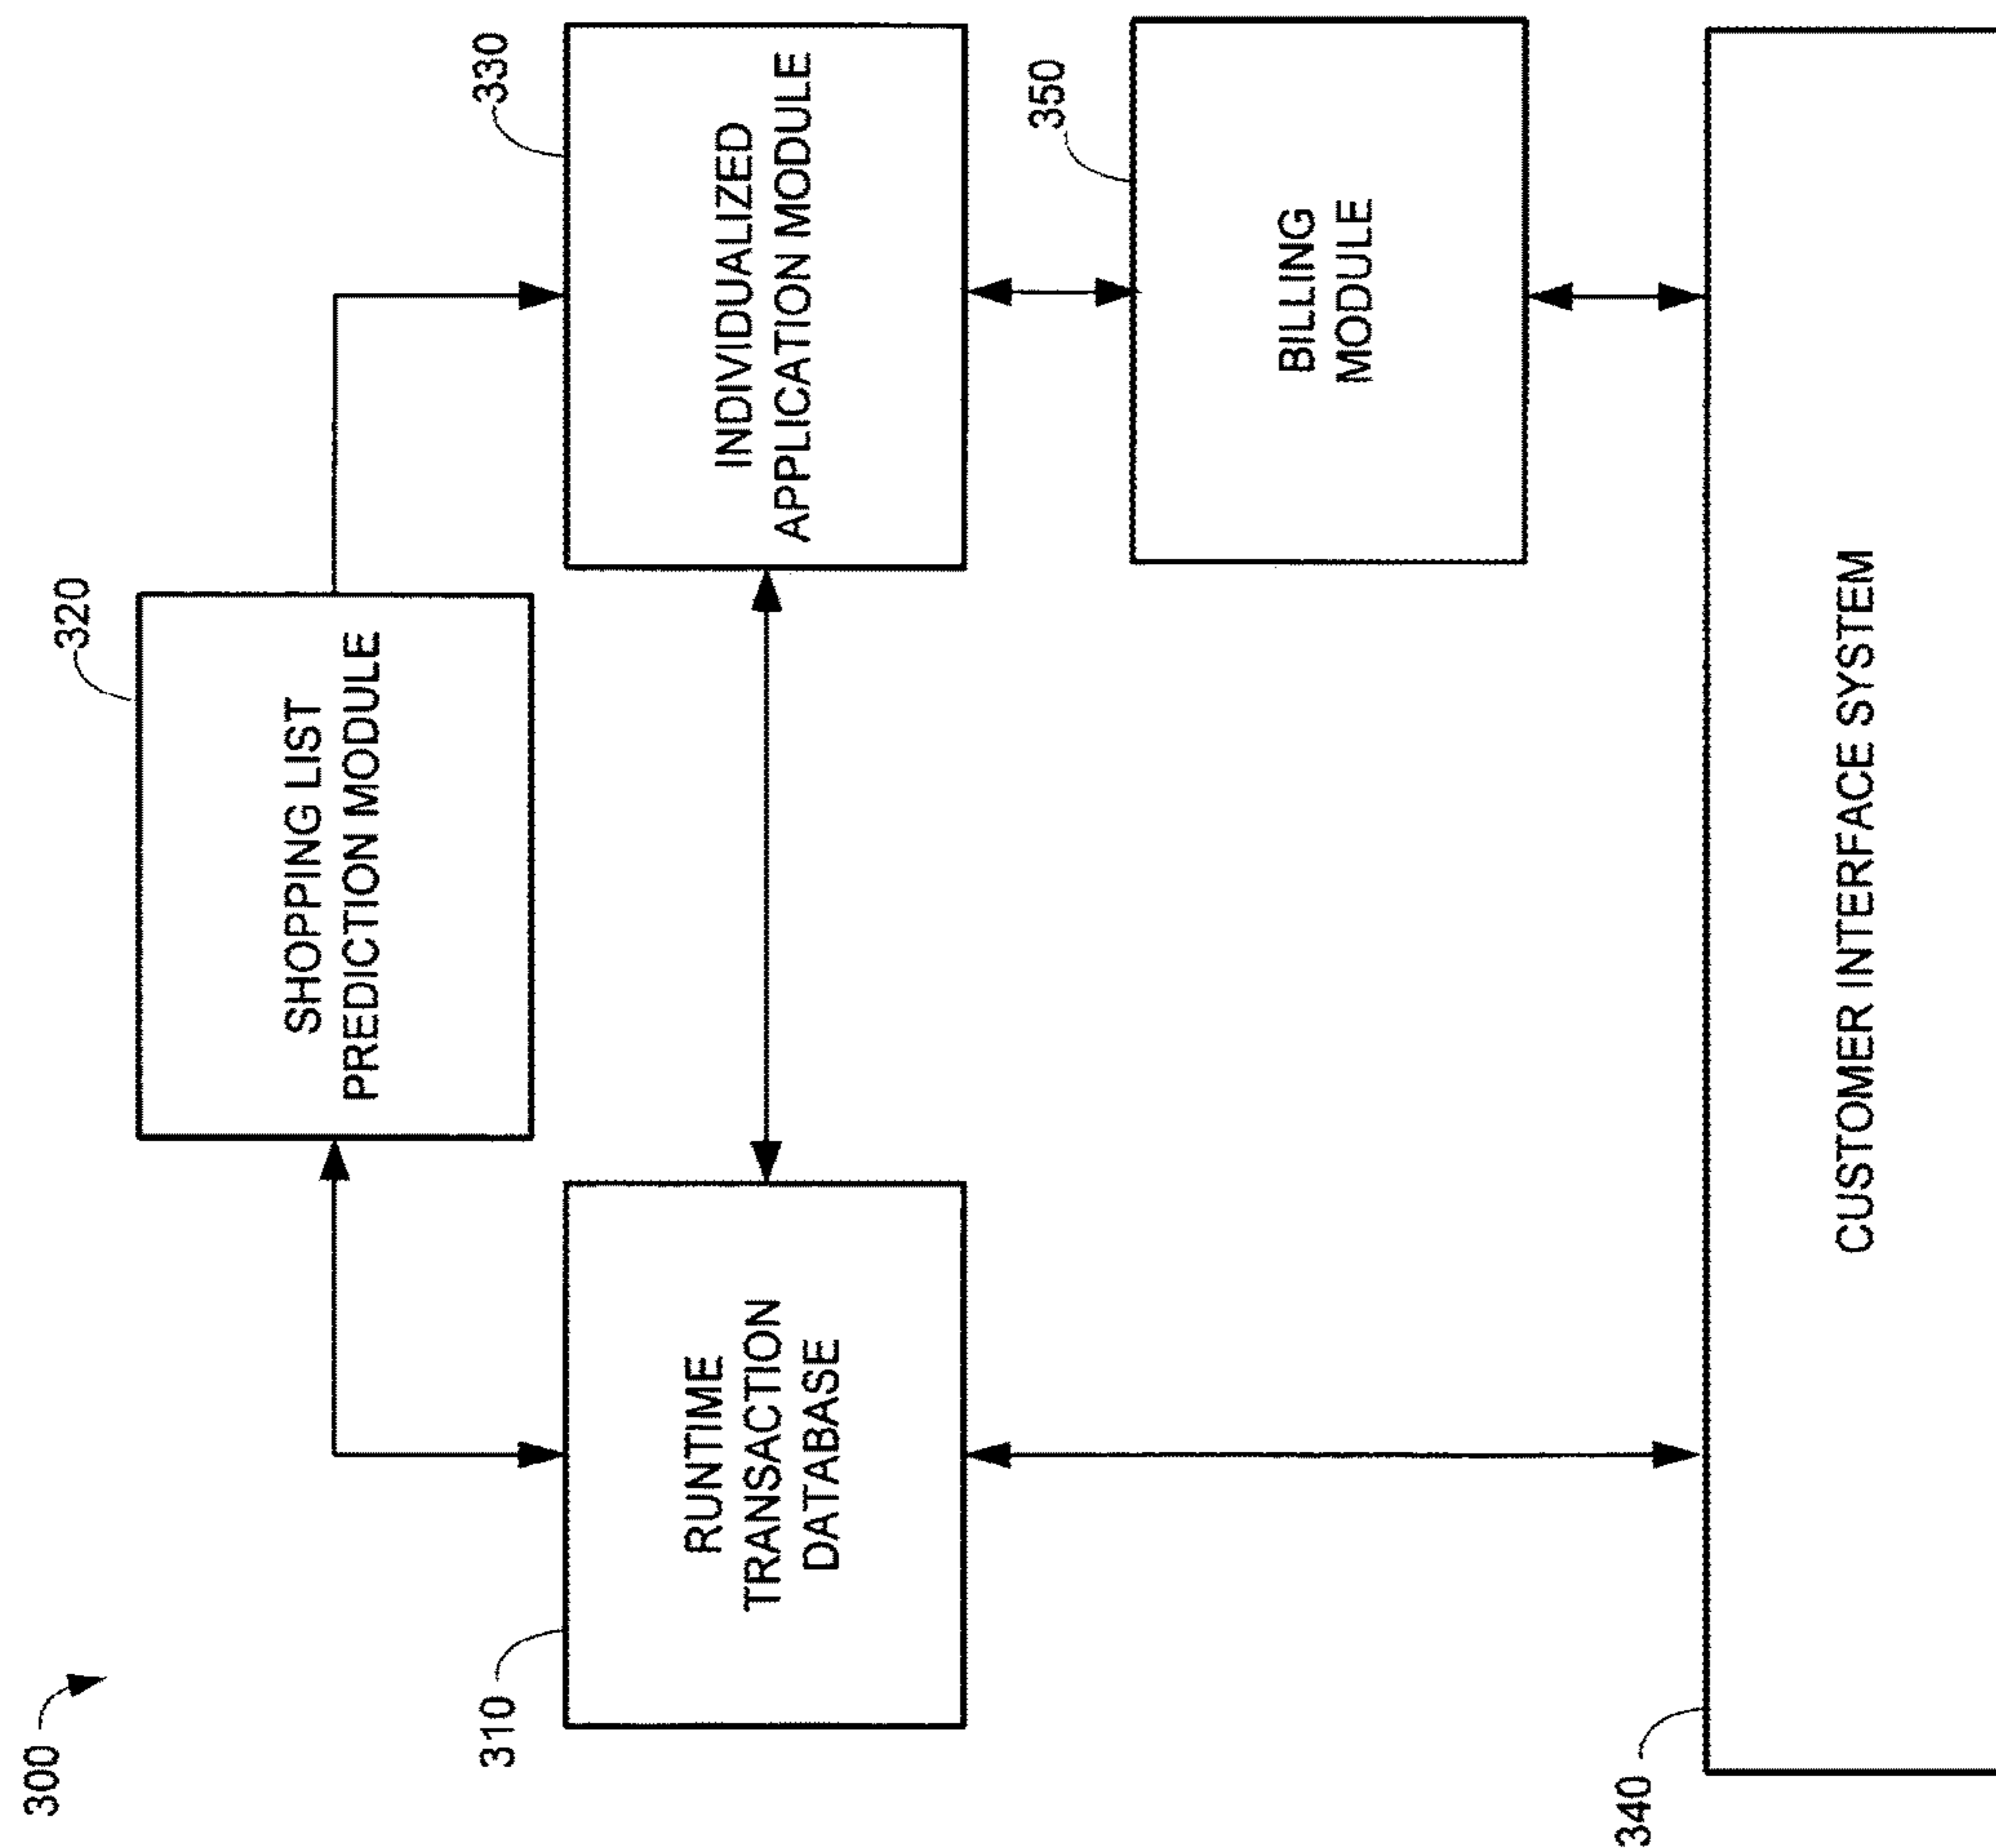 300
320
SHOPPING LIST
PREDICTION MODULE
310
RUNTIME
TRANSACTION
DATABASE
330
INDIVIDUALIZED
APPLICATION MODULE
350
BILLING
MODULE
340
CUSTOMER INTERFACE SYSTEM